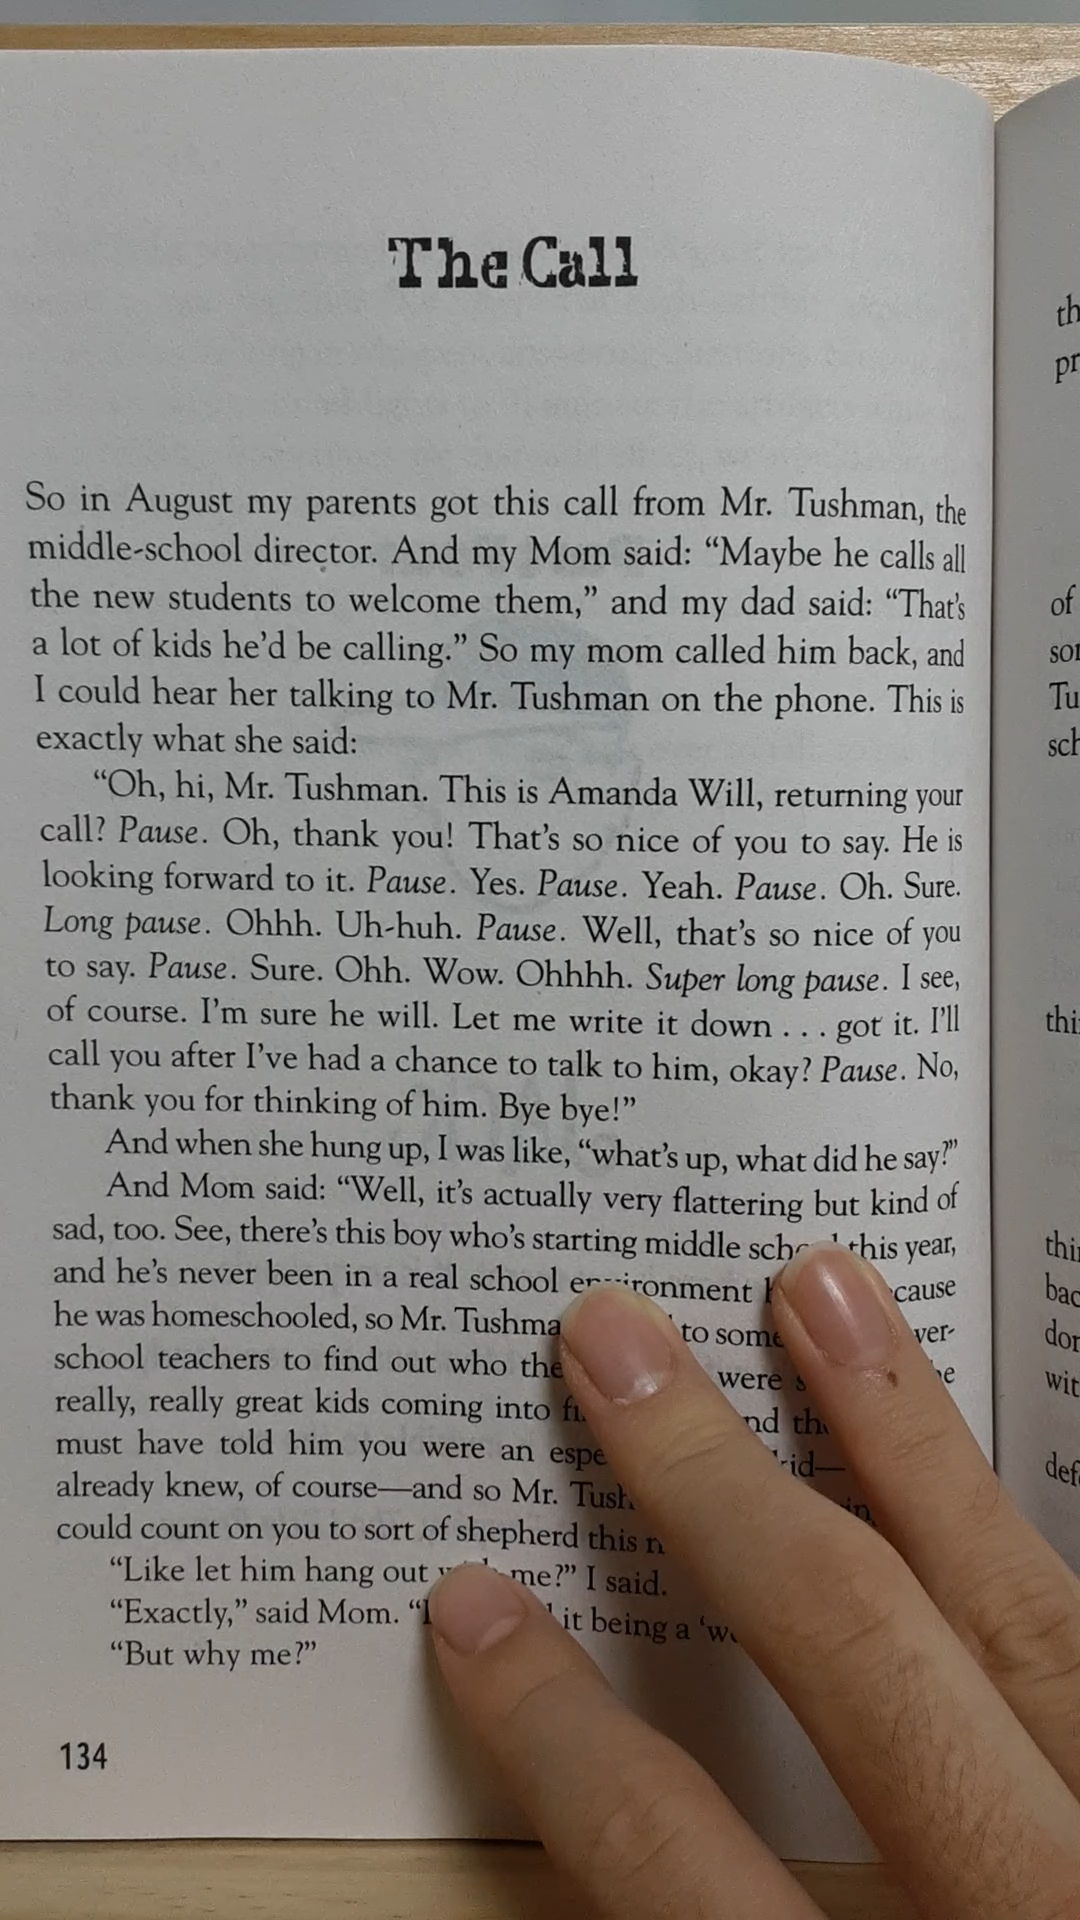 The Call
So in August my parents got this call from Mr. Tushman, the
middle-school director. And my Mom said: “Maybe he calls all
the new students to welcome them,” and my dad said: “That’s
a lot of kids he’d be calling.” So my mom called him back, and
I could hear her talking to Mr. Tushman on the phone. This is
exactly what she said:
“Oh, hi, Mr. Tushman. This is Amanda Will, returning your
call? Pause. Oh, thank you! That’s so nice of you to say. He is
looking forward to it. Pause. Yes. Pause. Yeah. Pause. Oh. Sure.
Long pause. Ohhh. Uh-huh. Pause. Well, that’s so nice of you
to say. Pause. Sure. Ohh. Wow. Ohhhh. Super long pause. I see,
of course. I’m sure he will. Let me write it down . . . got it. I’ll
call you after I’ve had a chance to talk to him, okay? Pause. No,
thank you for thinking of him. Bye bye!”
And when she hung up, I was like, “what’s up, what did he say?”
And Mom said: “Well, it’s actually very flattering but kind of
sad, too. See, there’s this boy who’s starting middle school this year,
and he’s never been in a real school environment
he was homeschooled, so Mr. to some
school teachers to find out who were
really, really great kids coming into
must have told him you were an
already knew, of course—and so Mr.
could count on you to sort of shepherd this
“Like let him hang out me?” I said.
“Exactly,” said Mom. it being a
“But why me?”
134
of